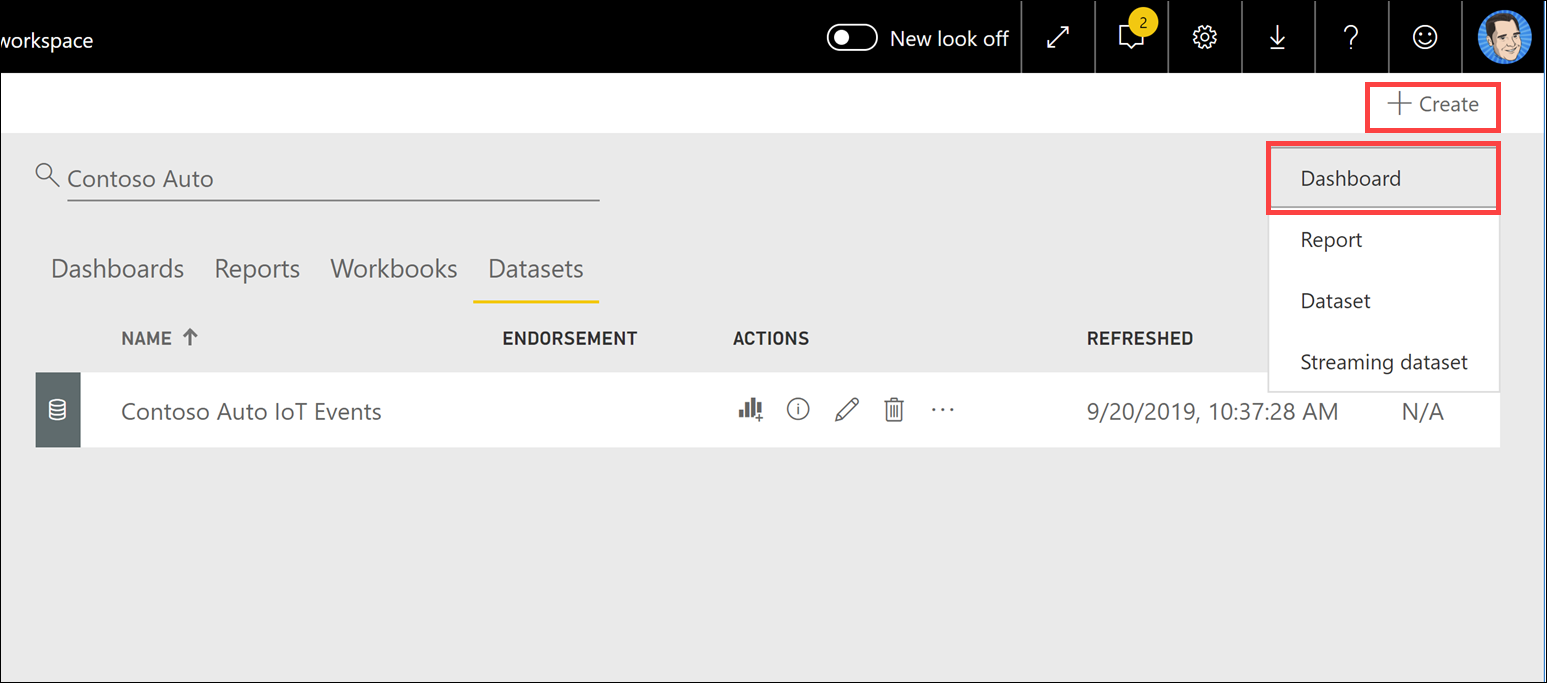 workspace
New look off
2
?
Create
Contoso Auto
Dashboard
Report
Dataset
Streaming dataset
Dashboards Reports Workbooks Datasets
NAME ENDORSEMENT ACTIONS REFRESHED
Contoso Auto IoT Events 9/20/2019, 10:37:28 AM N/A